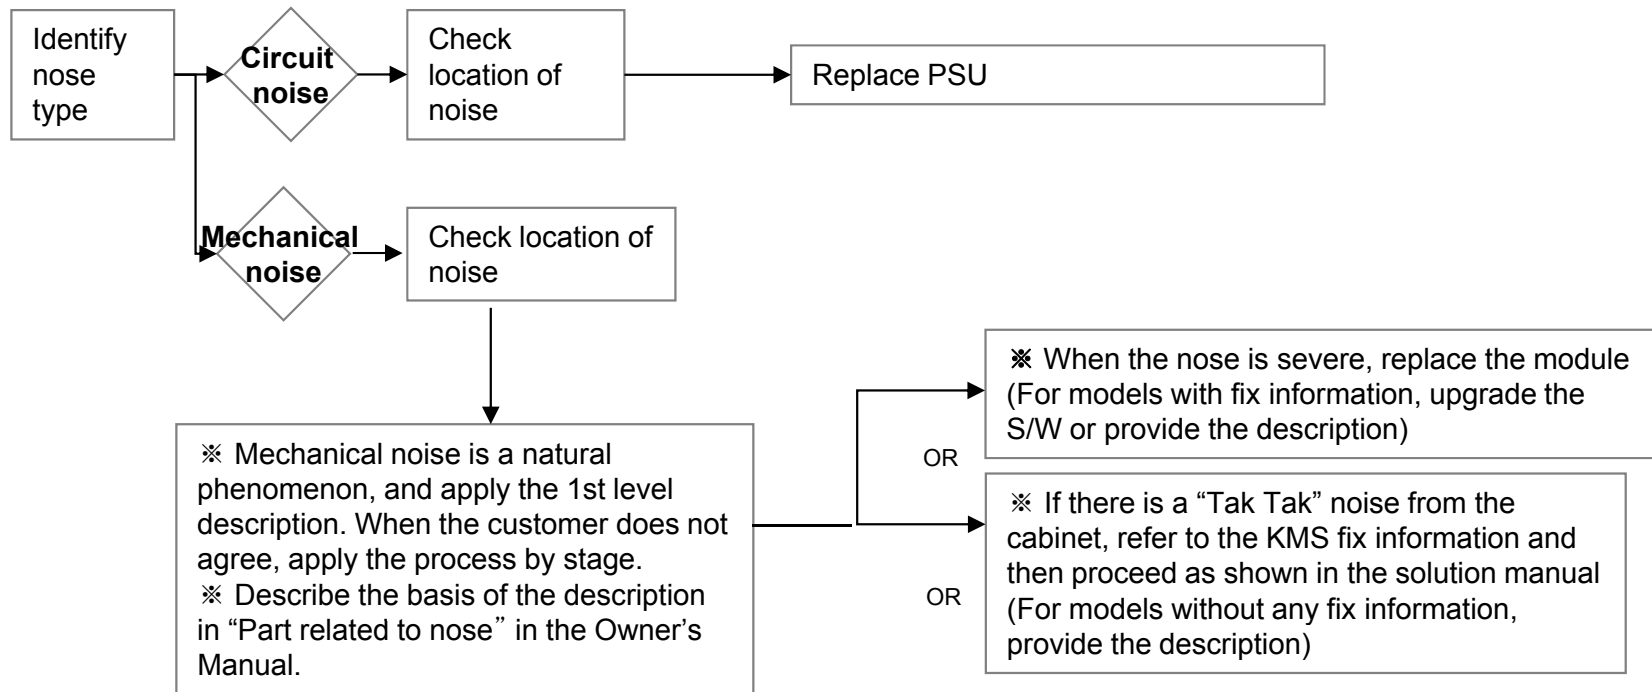 Identify
nose
type
Circuit
noise
Check
location of
noise
Replace PSU
Mechanical
noise
Check location of
noise
※ Mechanical noise is a natural
phenomenon, and apply the 1st level
description. When the customer does not
agree, apply the process by stage.
※ Describe the basis of the description
in “Part related to nose” in the Owner’s
Manual.
OR
※ When the nose is severe, replace the module
(For models with fix information, upgrade the
S/W or provide the description)
OR
※ If there is a “Tak Tak” noise from the
cabinet, refer to the KMS fix information and
then proceed as shown in the solution manual
(For models without any fix information,
provide the description)